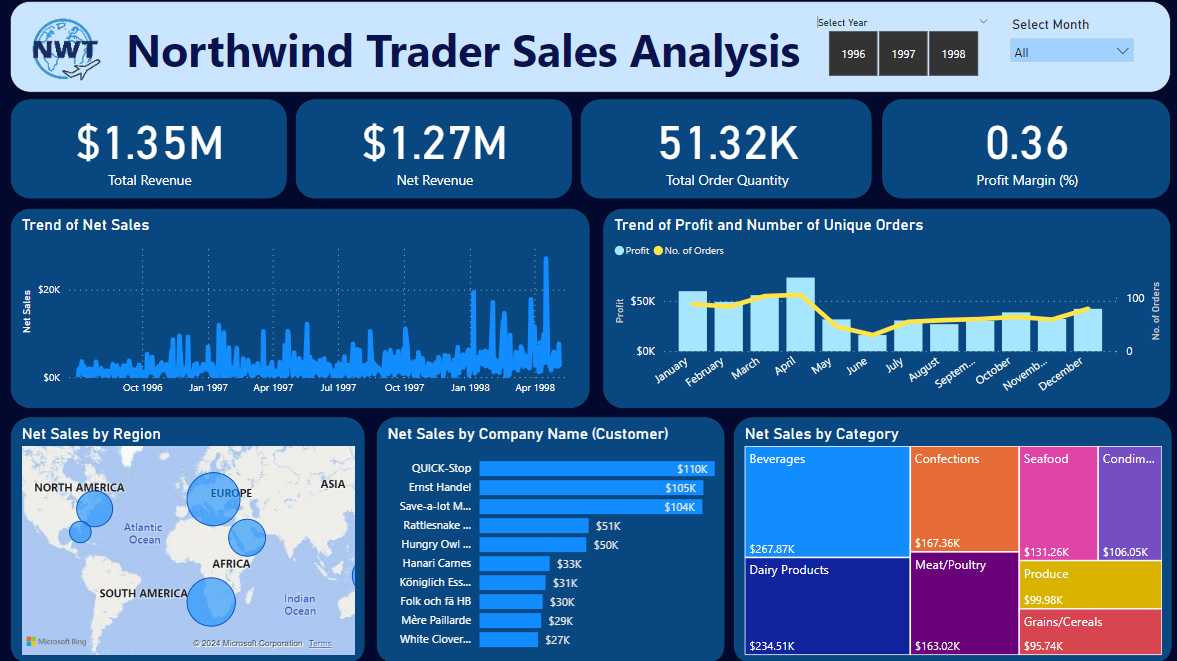 NWT
Northwind Trader Sales Analysis
Select Year
1996 1997 1998
Select Month
All
$1.35M
Total Revenue
$1.27M
Net Revenue
51.32K
Total Order Quantity
0.36
Profit Margin (%)
Trend of Net Sales
Net Sales
$20K
$0K
Oct 1996 Jan 1997 Apr 1997 Jul 1997 Oct 1997 Jan 1998 Apr 1998
Trend of Profit and Number of Unique Orders
Profit No. of Orders
Profit
$50K
$0K
100
0
No. of Orders
January February March April May June July August Septem... October Novemb... December
Net Sales by Region
NORTH AMERICA
EUROPE
ASIA
Atlantic
Ocean
AFRICA
SOUTH AMERICA
Indian
Ocean
Microsoft Bing
© 2024 Microsoft Corporation Terms
Net Sales by Company Name (Customer)
QUICK-Stop $110K
Ernst Handel $105K
Save-a-lot M... $104K
Rattlesnake ... $51K
Hungry Owl ... $50K
Hanari Carnes $33K
Königlich Ess... $31K
Folk och fä HB $30K
Mère Paillarde $29K
White Clover... $27K
Net Sales by Category
Beverages
$267.87K
Dairy Products
$234.51K
Confections
$167.36K
Meat/Poultry
$163.02K
Seafood
$131.26K
Condim...
$106.05K
Produce
$99.98K
Grains/Cereals
$95.74K